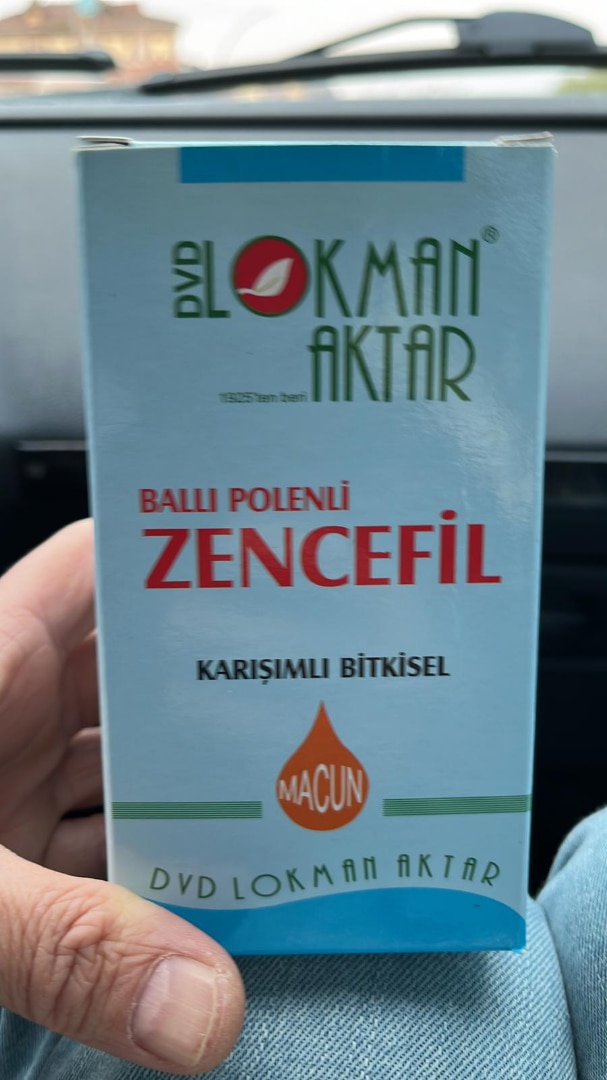 DVD LOKMAN®
AKTAR
1925'ten beri
BALLI POLENLİ
ZENCEFİL
KARIŞIMLI BİTKİSEL
MACUN
DVD LOKMAN AKTAR